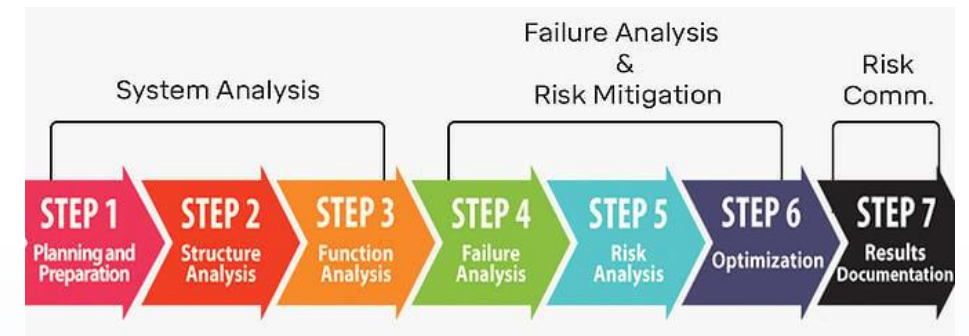 Failure Analysis
&
Risk Mitigation
System Analysis
Risk
Comm.
STEP 1
Planning and
Preparation
STEP 2
Structure
Analysis
STEP 3
Function
Analysis
STEP 4
Failure
Analysis
STEP 5
Risk
Analysis
STEP 6
Optimization
STEP 7
Results
Documentation